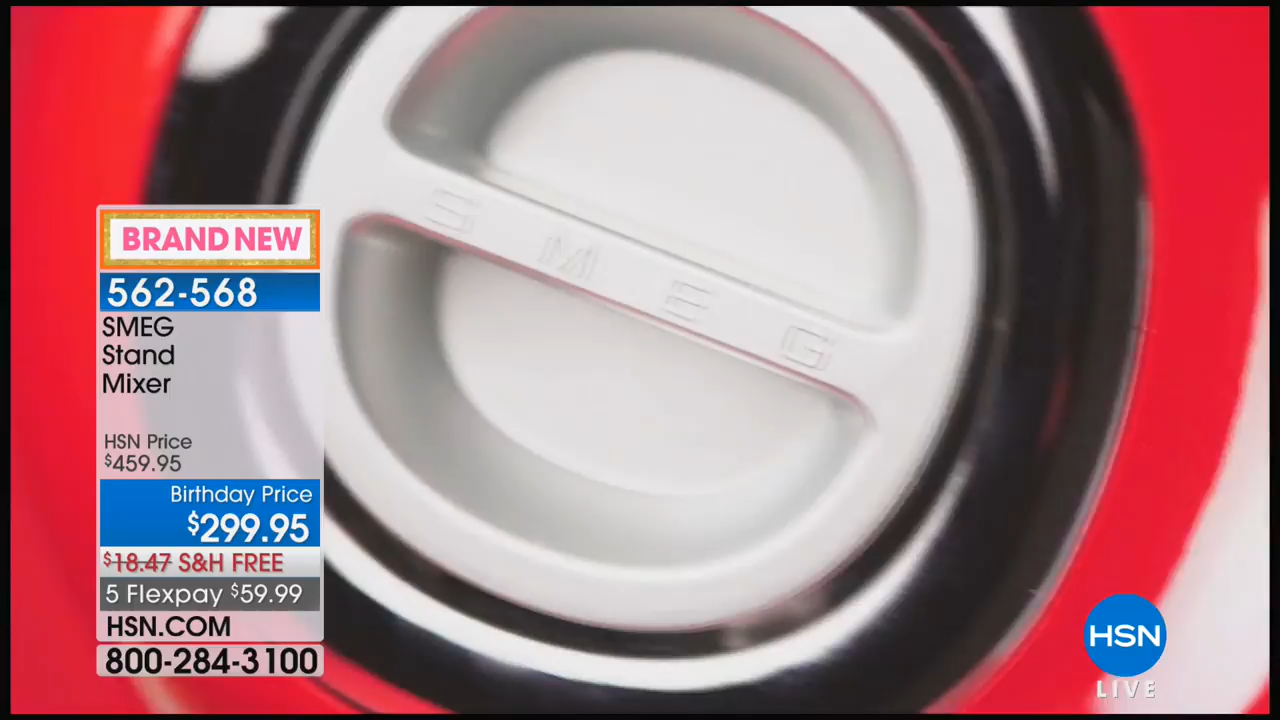 SMEG
BRAND NEW
562-568
SMEG
Stand
Mixer
HSN Price
$459.95
Birthday Price
$299.95
$18.47 S&H FREE
5 Flexpay $59.99
HSN.COM
800-284-3100
HSN
LIVE